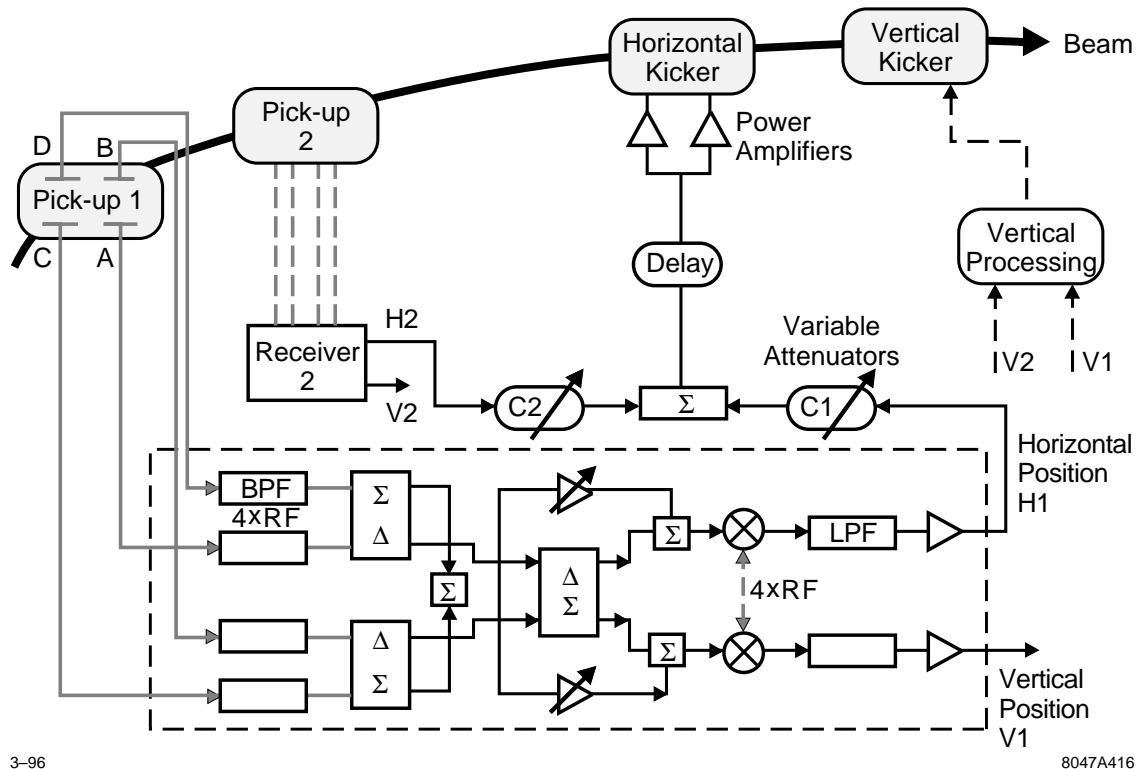 Horizontal
Kicker
Vertical
Kicker
Beam
Pick-up
2
Power
Amplifiers
D
B
Pick-up 1
C
A
Delay
Vertical
Processing
V2
V1
Receiver
2
H2
V2
Variable
Attenuators
C2
Σ
C1
Horizontal
Position
H1
BPF
4xRF
Σ
Δ
Σ
Σ
LPF
Δ
Σ
4xRF
Δ
Σ
Σ
Vertical
Position
V1
3–96
8047A416